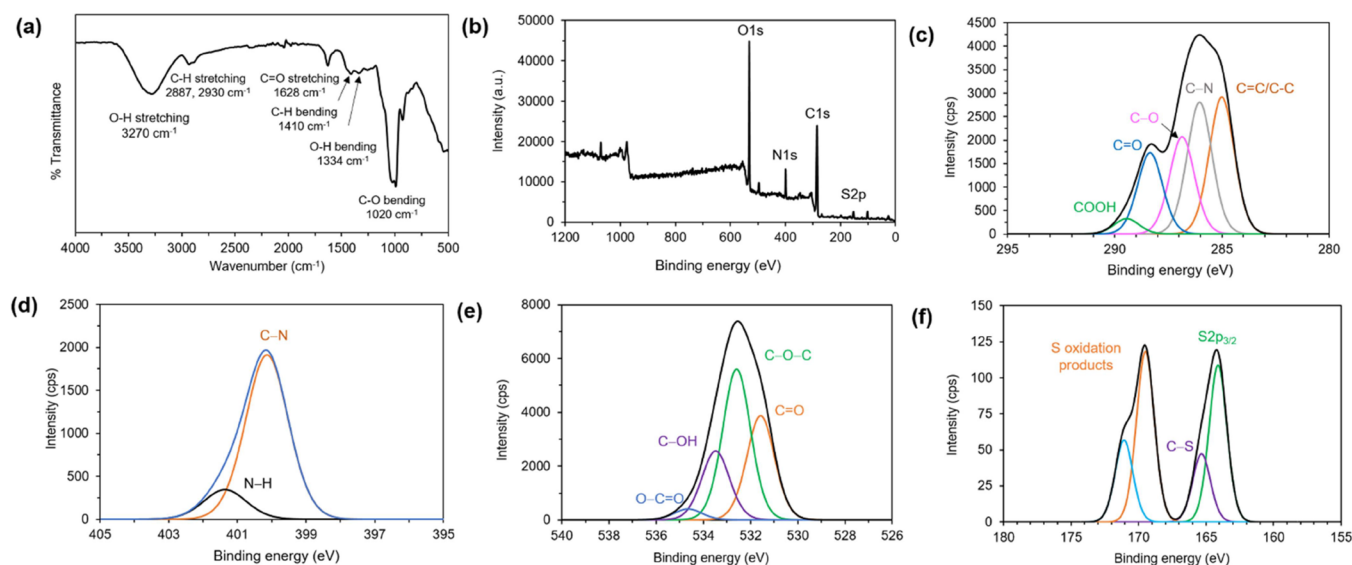 (a)
% Transmittance
O-H stretching
3270 cm-1
C-H stretching
2887, 2930 cm-1
C=O stretching
1628 cm-1
C-H bending
1410 cm-1
O-H bending
1334 cm-1
C-O bending
1020 cm-1
4000 3500 3000 2500 2000 1500 1000 500
Wavenumber (cm-1)
(b)
Intensity (a.u.)
50000
40000
30000
20000
10000
0
O1s
C1s
N1s
S2p
1200 1000 800 600 400 200 0
Binding energy (eV)
(c)
Intensity (cps)
4500
4000
3500
3000
2500
2000
1500
1000
500
0
C=C/C-C
C–N
C–O
C=O
COOH
295 290 285 280
Binding energy (eV)
(d)
Intensity (cps)
2500
2000
1500
1000
500
0
C–N
N–H
405 403 401 399 397 395
Binding energy (eV)
(e)
Intensity (cps)
8000
6000
4000
2000
0
C–O–C
C=O
C–OH
O–C=O
540 538 536 534 532 530 528 526
Binding energy (eV)
(f)
Intensity (cps)
150
125
100
75
50
25
0
S oxidation
products
S2p3/2
C–S
180 175 170 165 160 155
Binding energy (eV)